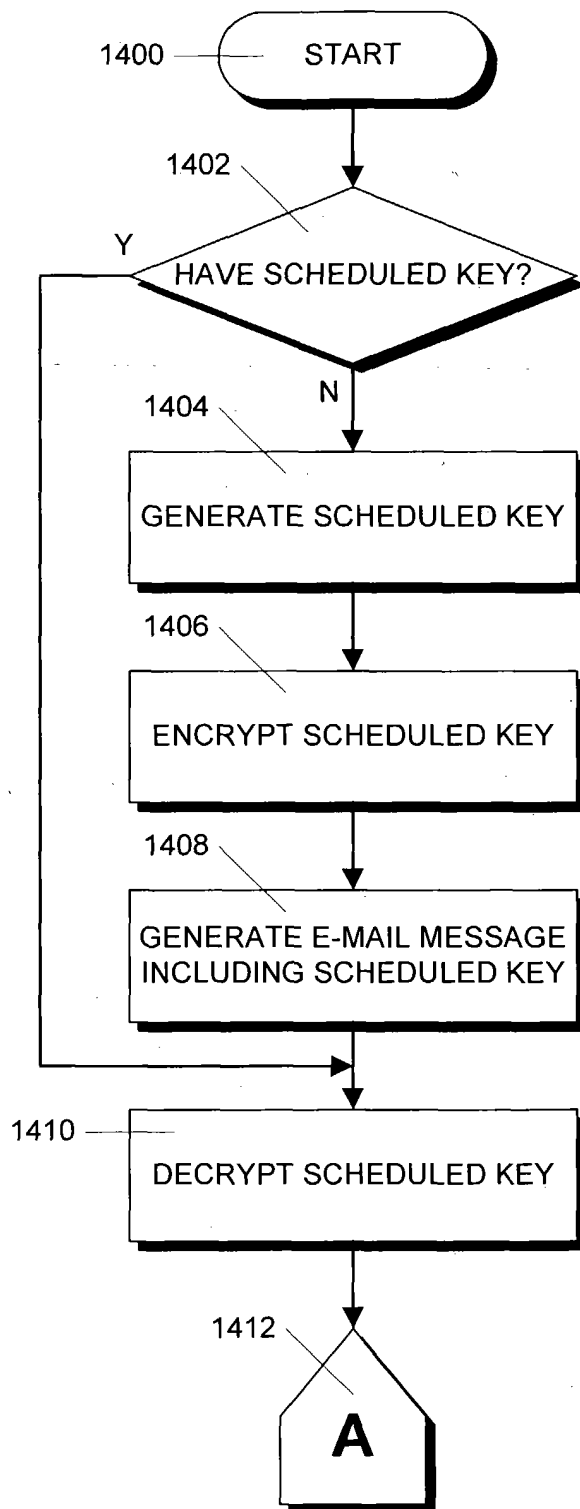 1400
START
1402
Y
HAVE SCHEDULED KEY?
N
1404
GENERATE SCHEDULED KEY
1406
ENCRYPT SCHEDULED KEY
1408
GENERATE E-MAIL MESSAGE
INCLUDING SCHEDULED KEY
1410
DECRYPT SCHEDULED KEY
1412
A